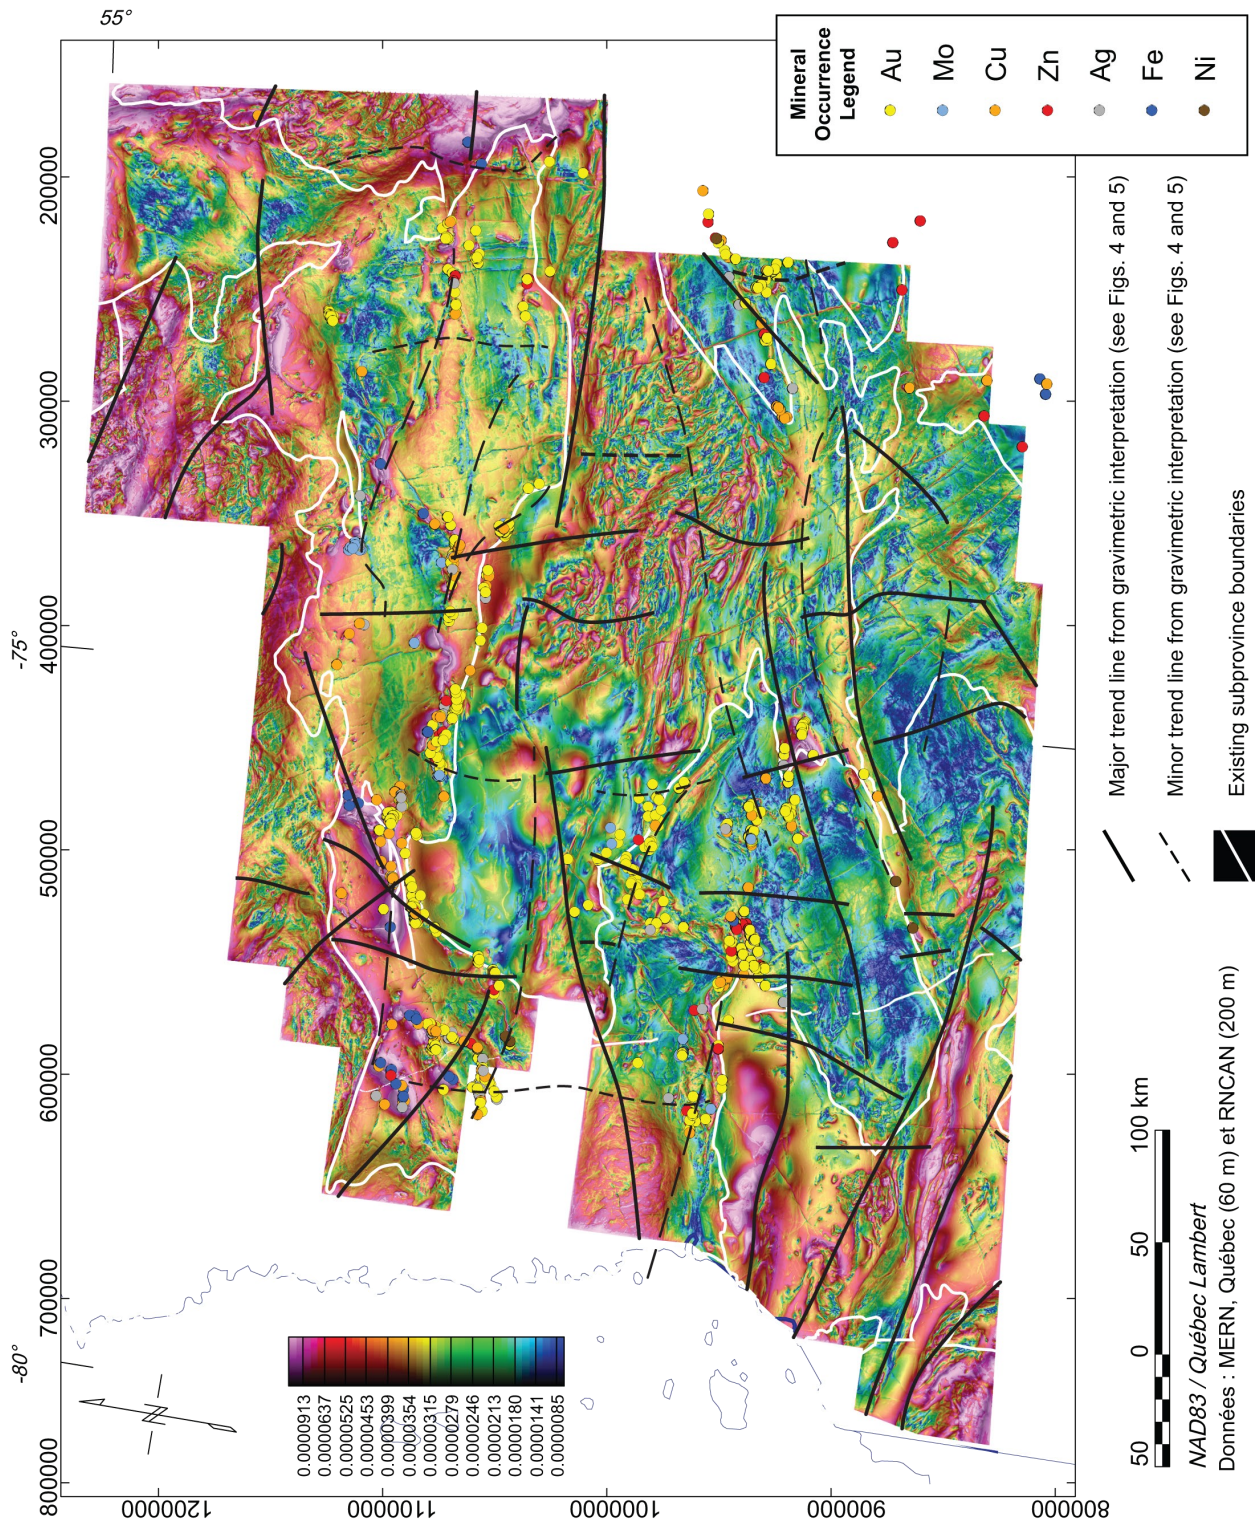 -80°
-75°
55°
800000
700000
600000
500000
400000
300000
200000
1200000
1100000
1000000
900000
800000
0.0000913
0.0000637
0.0000525
0.0000453
0.0000399
0.0000354
0.0000315
0.0000279
0.0000246
0.0000213
0.0000180
0.0000141
0.0000085
Mineral
Occurrence
Legend
Au
Mo
Cu
Zn
Ag
Fe
Ni
50 0 50 100 km
NAD83 / Québec Lambert
Données : MERN, Québec (60 m) et RNCAN (200 m)
Major trend line from gravimetric interpretation (see Figs. 4 and 5)
Minor trend line from gravimetric interpretation (see Figs. 4 and 5)
Existing subprovince boundaries